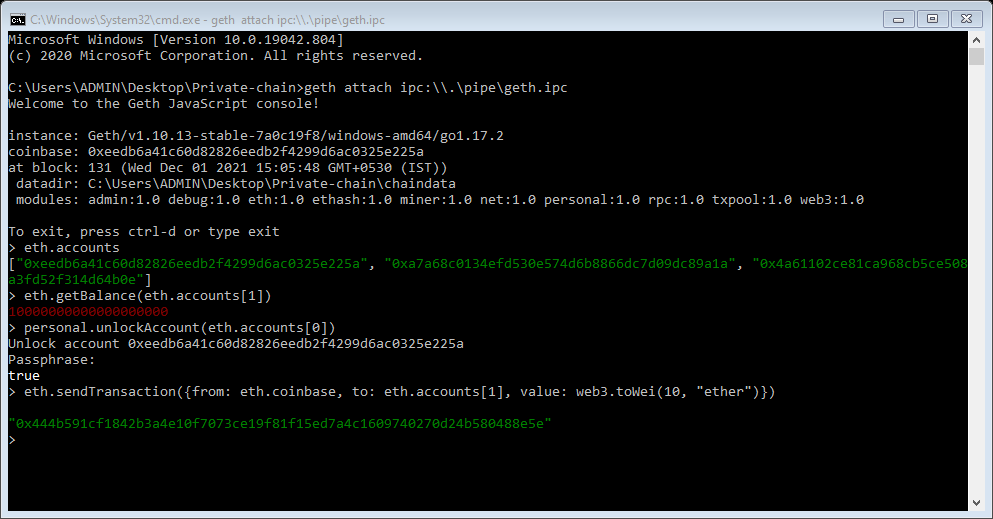 C:\Windows\System32\cmd.exe - geth  attach ipc:\\.\pipe\geth.ipc
Microsoft Windows [Version 10.0.19042.804]
(c) 2020 Microsoft Corporation. All rights reserved.
C:\Users\ADMIN\Desktop\Private-chain>geth attach ipc:\\.\pipe\geth.ipc
Welcome to the Geth JavaScript console!
instance: Geth/v1.10.13-stable-7a0c19f8/windows-amd64/go1.17.2
coinbase: 0xeedb6a41c60d82826eedb2f4299d6ac0325e225a
at block: 131 (Wed Dec 01 2021 15:05:48 GMT+0530 (IST))
 datadir: C:\Users\ADMIN\Desktop\Private-chain\chaindata
 modules: admin:1.0 debug:1.0 eth:1.0 ethash:1.0 miner:1.0 net:1.0 personal:1.0 rpc:1.0 txpool:1.0 web3:1.0
To exit, press ctrl-d or type exit
> eth.accounts
["0xeedb6a41c60d82826eedb2f4299d6ac0325e225a", "0xa7a68c0134efd530e574d6b8866dc7d09dc89a1a", "0x4a61102ce81ca968cb5ce508
a3fd52f314d64b0e"]
> eth.getBalance(eth.accounts[1])
10000000000000000000
> personal.unlockAccount(eth.accounts[0])
Unlock account 0xeedb6a41c60d82826eedb2f4299d6ac0325e225a
Passphrase:
true
> eth.sendTransaction({from: eth.coinbase, to: eth.accounts[1], value: web3.toWei(10, "ether")})
"0x444b591cf1842b3a4e10f7073ce19f81f15ed7a4c1609740270d24b580488e5e"
>